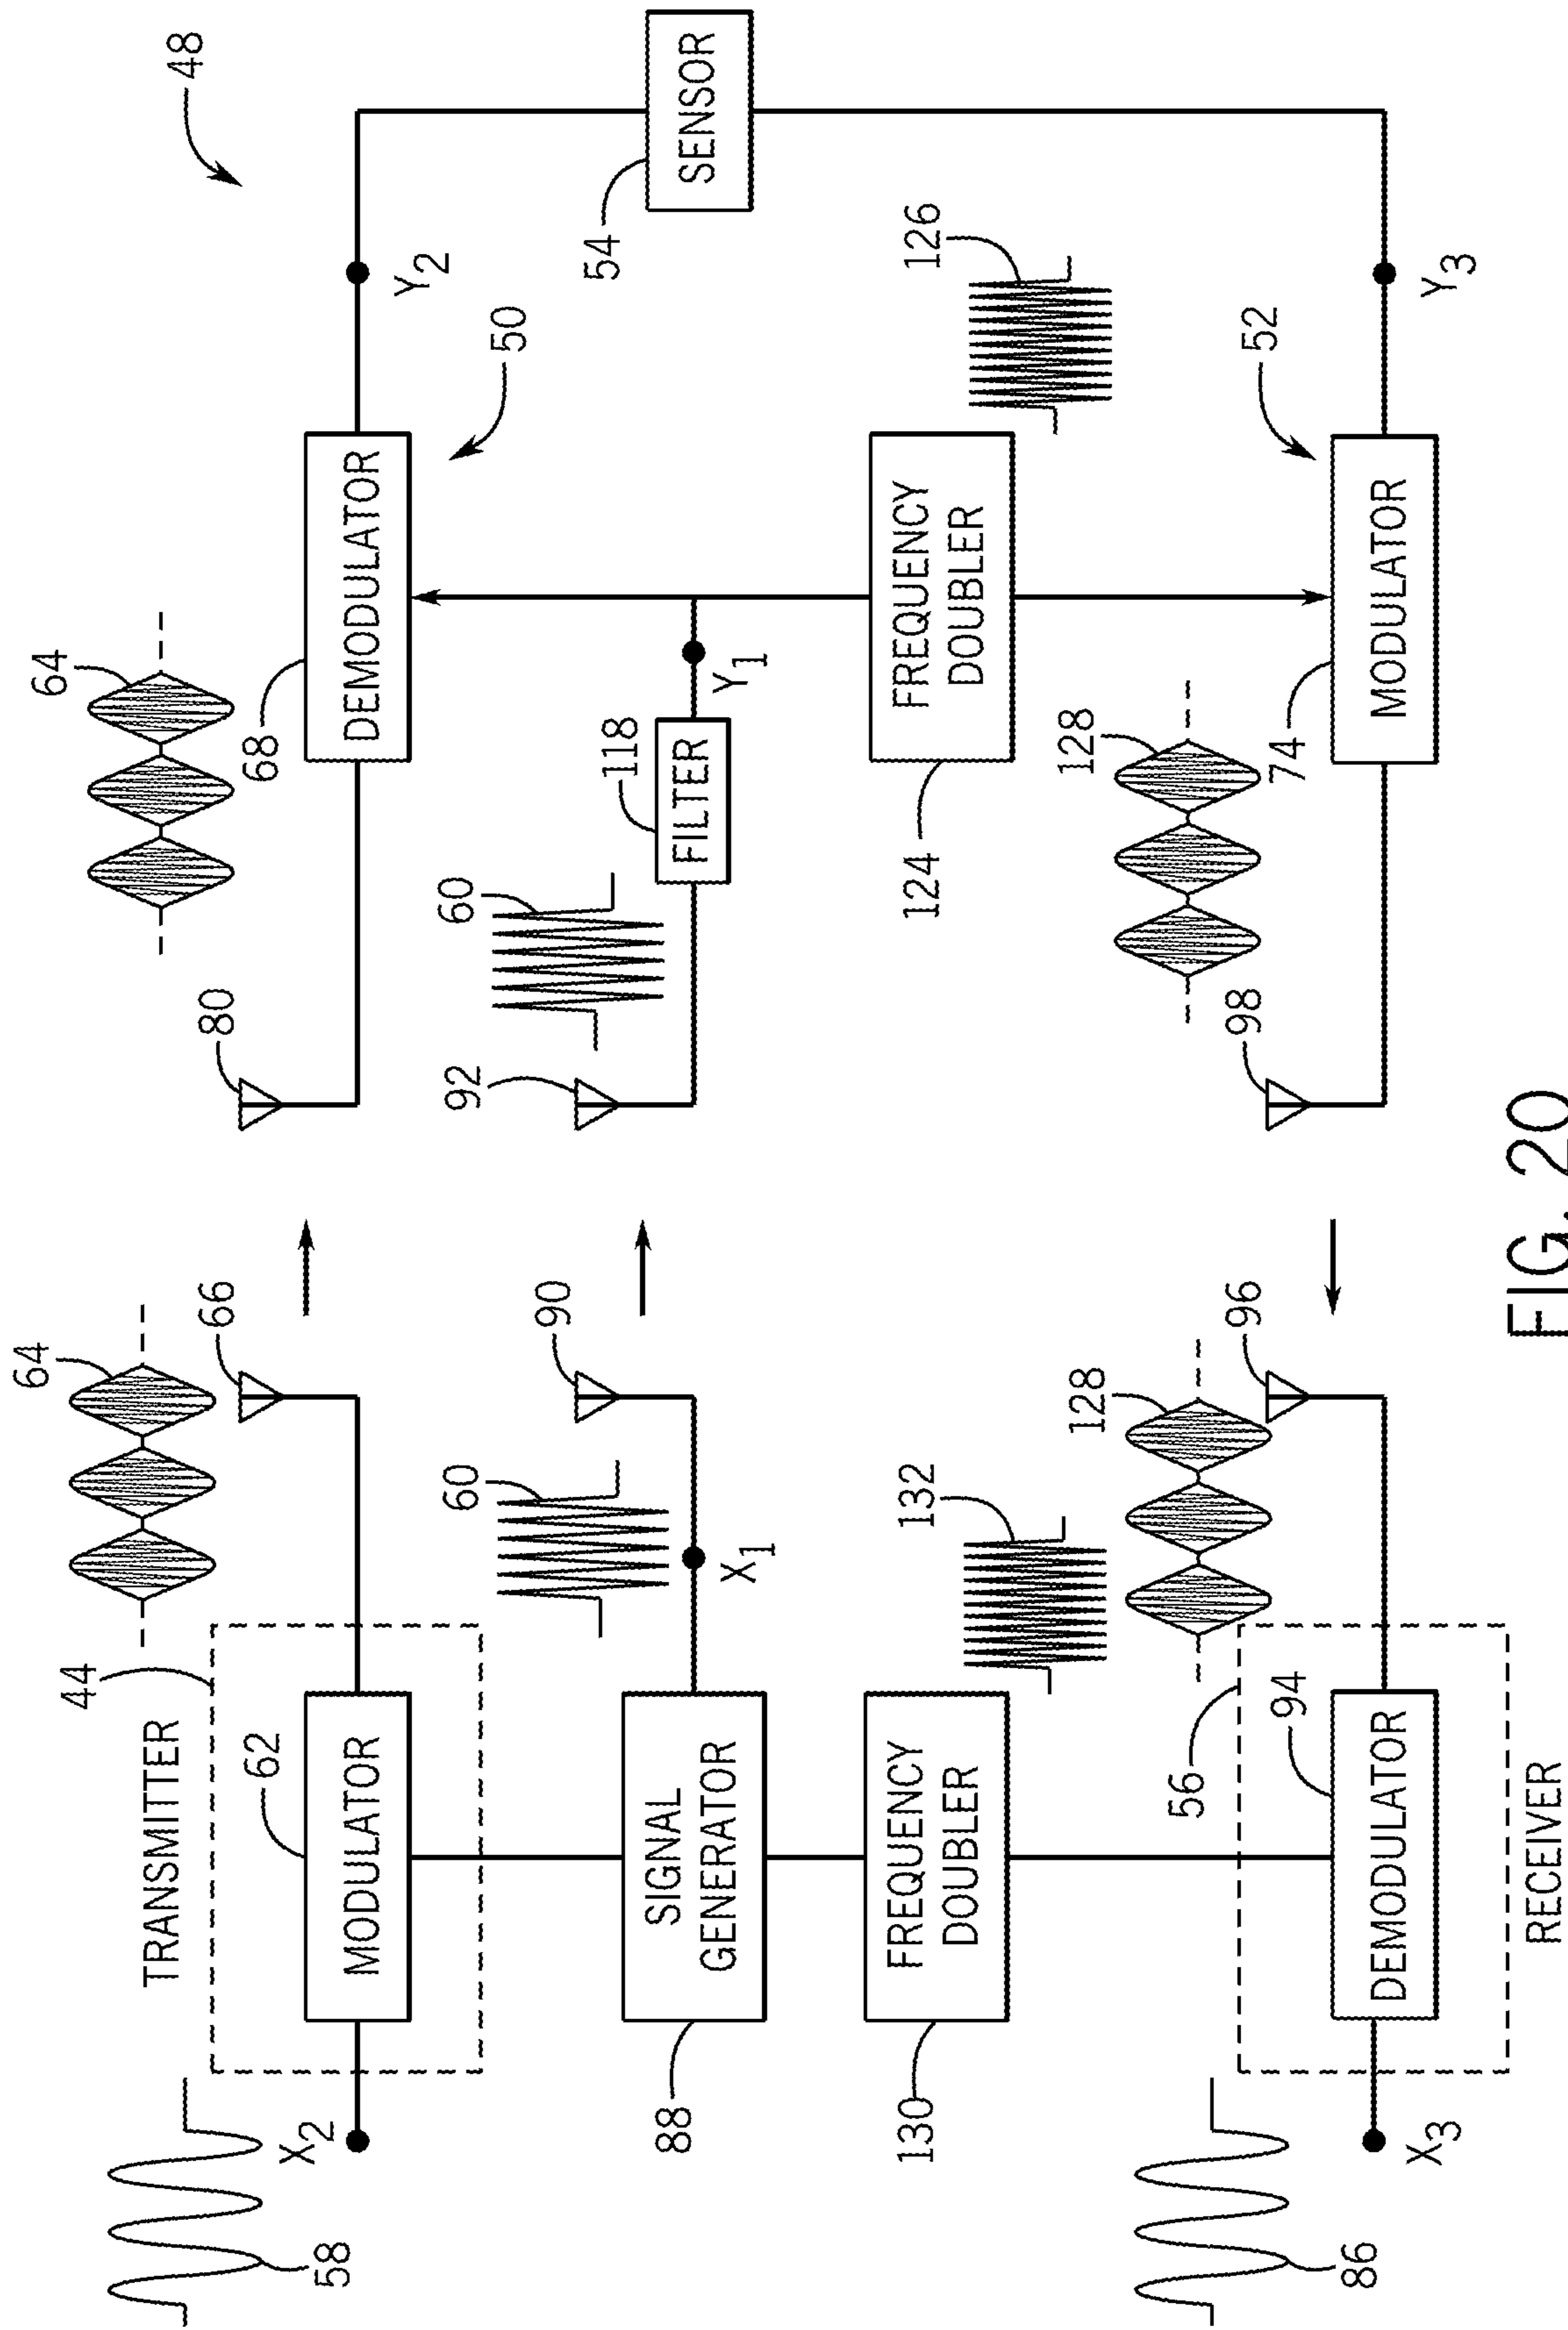 48
64
44
TRANSMITTER
64
66
80
68
DEMODULATOR
Y2
50
58
X2
62
MODULATOR
60
90
92
60
118
FILTER
Y1
54
SENSOR
88
SIGNAL
GENERATOR
X1
130
FREQUENCY
DOUBLER
132
124
FREQUENCY
DOUBLER
126
128
96
98
128
74
MODULATOR
52
Y3
86
X3
56
94
DEMODULATOR
RECEIVER
FIG. 20